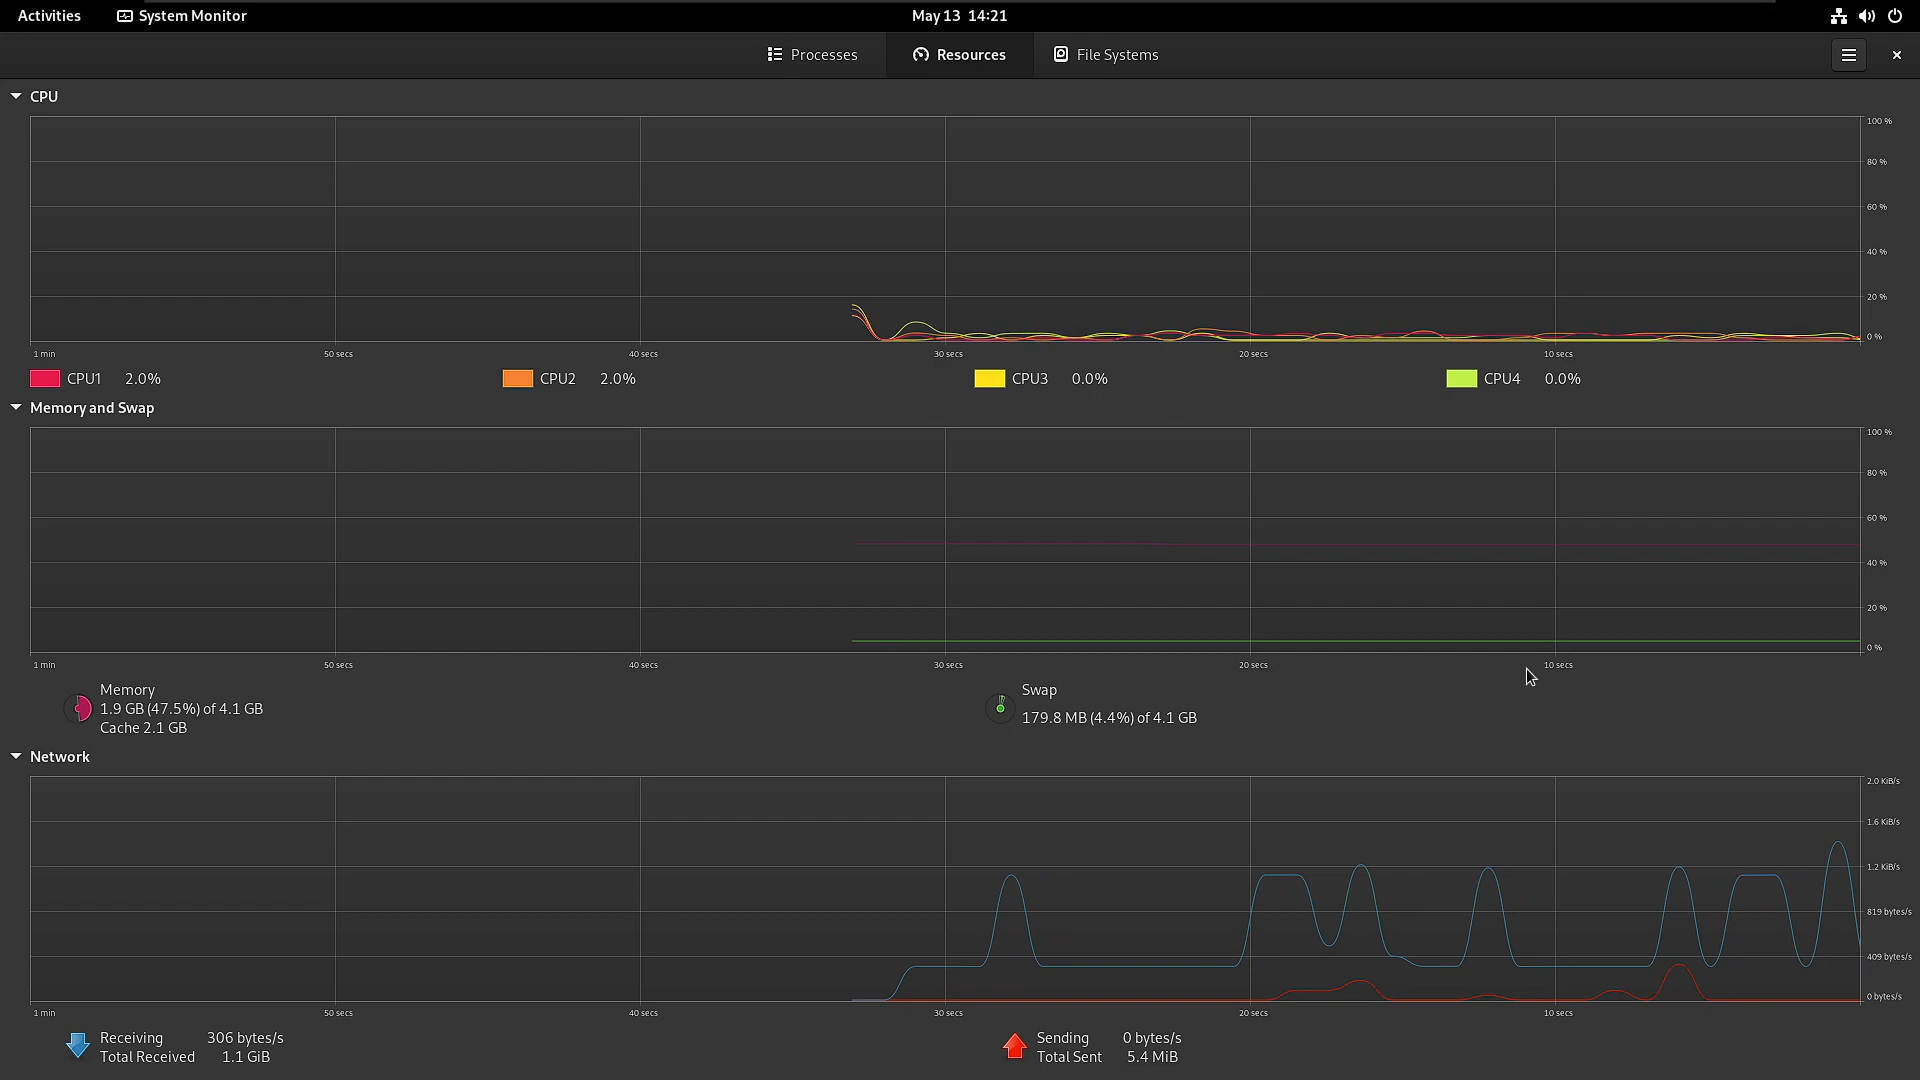 Activities System Monitor May 13 14:21
Processes Resources File Systems
CPU
100 %
80 %
60 %
40 %
20 %
0 %
1 min 50 secs 40 secs 30 secs 20 secs 10 secs
CPU1 2.0% CPU2 2.0% CPU3 0.0% CPU4 0.0%
Memory and Swap
100 %
80 %
60 %
40 %
20 %
0 %
1 min 50 secs 40 secs 30 secs 20 secs 10 secs
Memory
1.9 GB (47.5%) of 4.1 GB
Cache 2.1 GB
Swap
179.8 MB (4.4%) of 4.1 GB
Network
2.0 KiB/s
1.6 KiB/s
1.2 KiB/s
819 bytes/s
409 bytes/s
0 bytes/s
1 min 50 secs 40 secs 30 secs 20 secs 10 secs
Receiving 306 bytes/s
Total Received 1.1 GiB
Sending 0 bytes/s
Total Sent 5.4 MiB